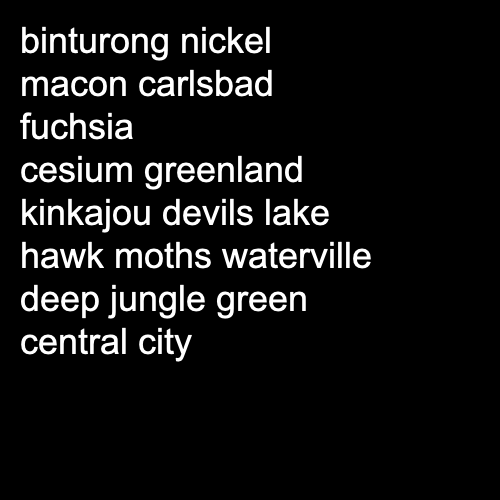 binturong nickel
macon carlsbad
fuchsia
cesium greenland
kinkajou devils lake
hawk moths waterville
deep jungle green
central city